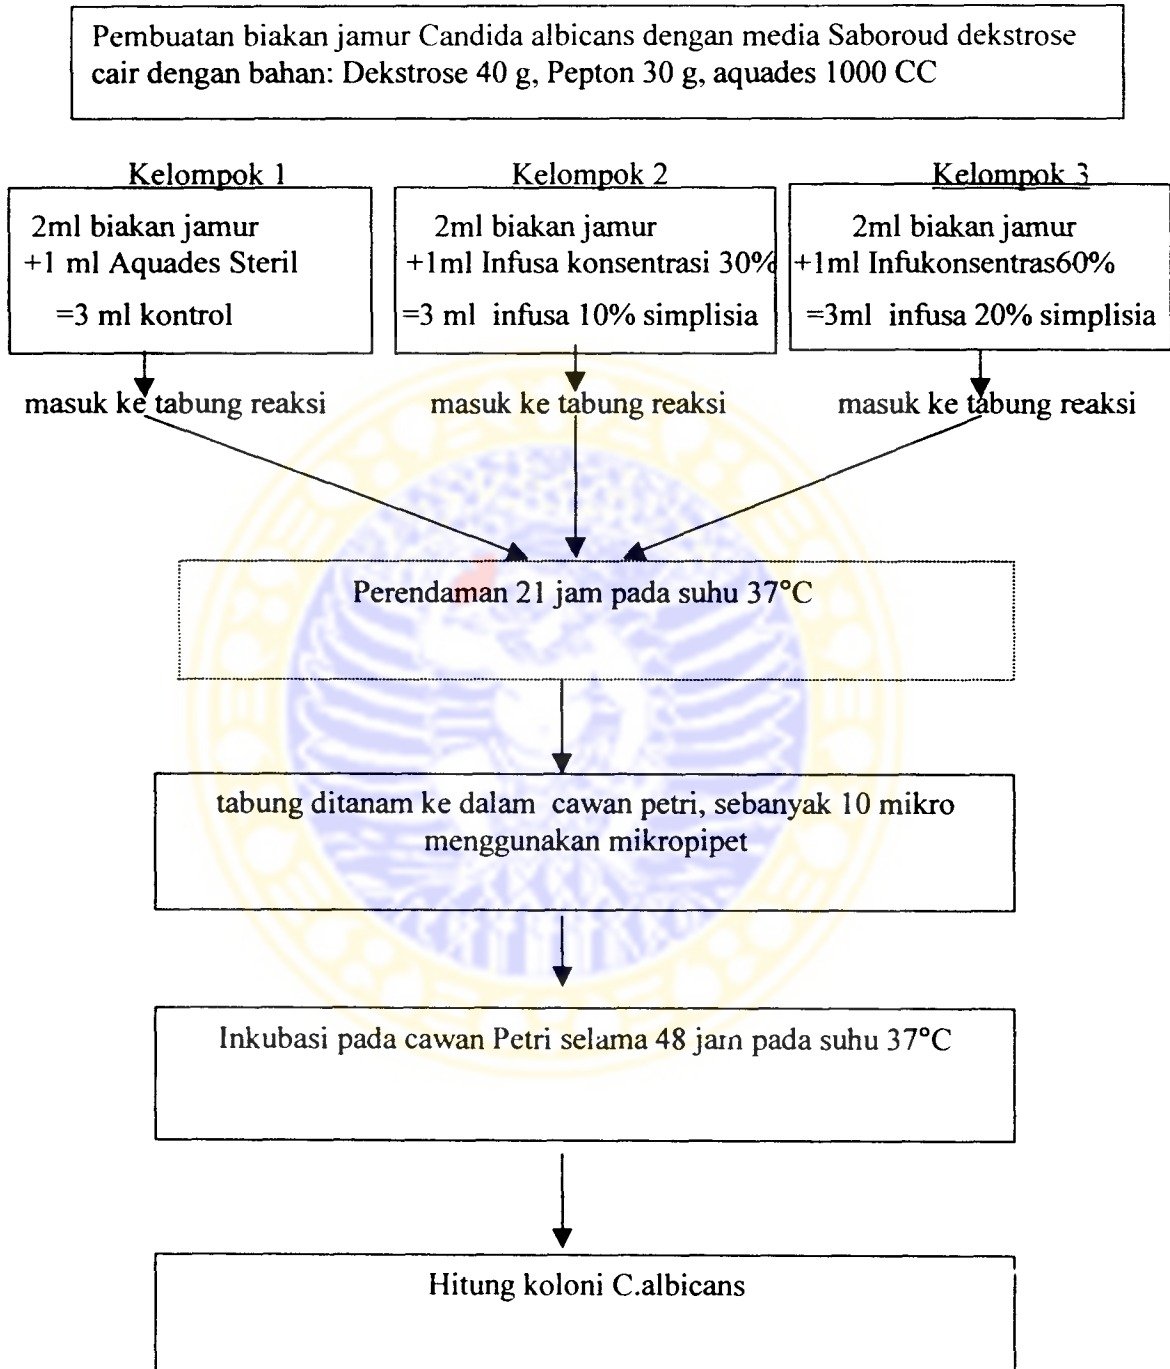 Pembuatan biakan jamur Candida albicans dengan media Saboroud dekstrose
cair dengan bahan: Dekstrose 40 g, Pepton 30 g, aquades 1000 CC
Kelompok 1
2ml biakan jamur
+1 ml Aquades Steril
=3 ml kontrol
masuk ke tabung reaksi
Kelompok 2
2ml biakan jamur
+1ml Infusa konsentrasi 30%
=3 ml infusa 10% simplisia
masuk ke tabung reaksi
Kelompok 3
2ml biakan jamur
+1ml Infukonsentras60%
=3ml infusa 20% simplisia
masuk ke tabung reaksi
Perendaman 21 jam pada suhu 37°C
tabung ditanam ke dalam cawan petri, sebanyak 10 mikro
menggunakan mikropipet
Inkubasi pada cawan Petri selama 48 jam pada suhu 37°C
Hitung koloni C.albicans